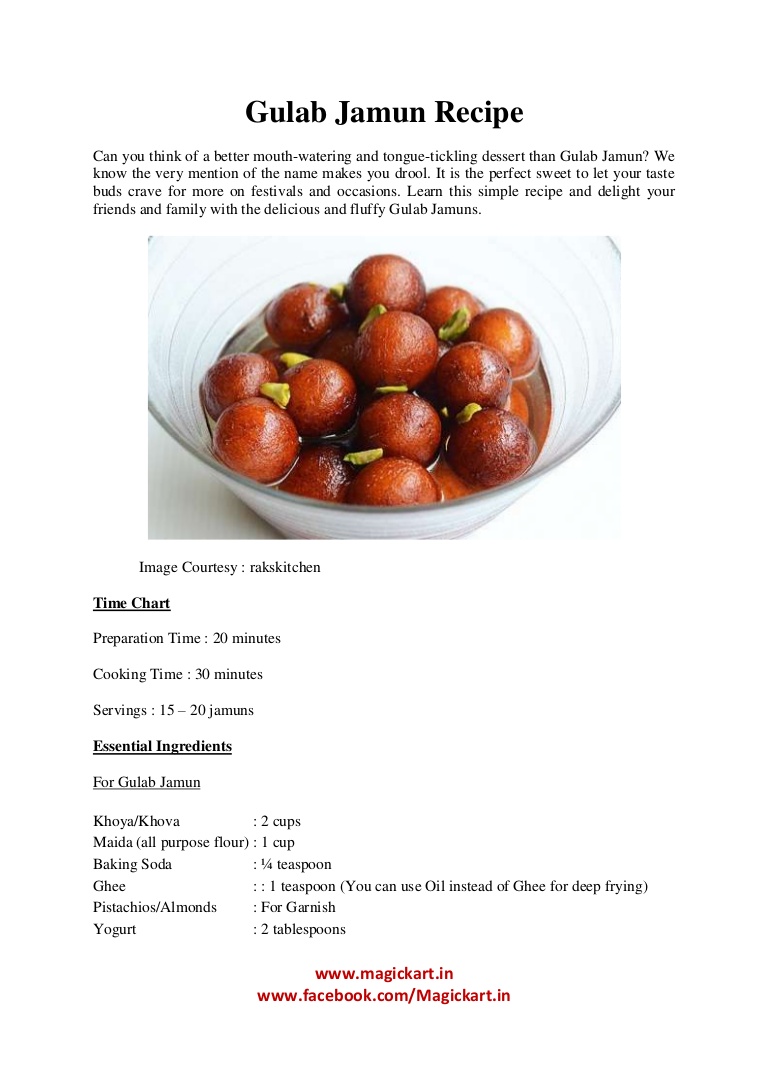 Gulab Jamun Recipe
Can you think of a better mouth-watering and tongue-tickling dessert than Gulab Jamun? We
know the very mention of the name makes you drool. It is the perfect sweet to let your taste
buds crave for more on festivals and occasions. Learn this simple recipe and delight your
friends and family with the delicious and fluffy Gulab Jamuns.
Image Courtesy : rakskitchen
Time Chart
Preparation Time : 20 minutes
Cooking Time : 30 minutes
Servings : 15 – 20 jamuns
Essential Ingredients
For Gulab Jamun
Khoya/Khova : 2 cups
Maida (all purpose flour) : 1 cup
Baking Soda : ¼ teaspoon
Ghee : : 1 teaspoon (You can use Oil instead of Ghee for deep frying)
Pistachios/Almonds : For Garnish
Yogurt : 2 tablespoons
www.magickart.in
www.facebook.com/Magickart.in